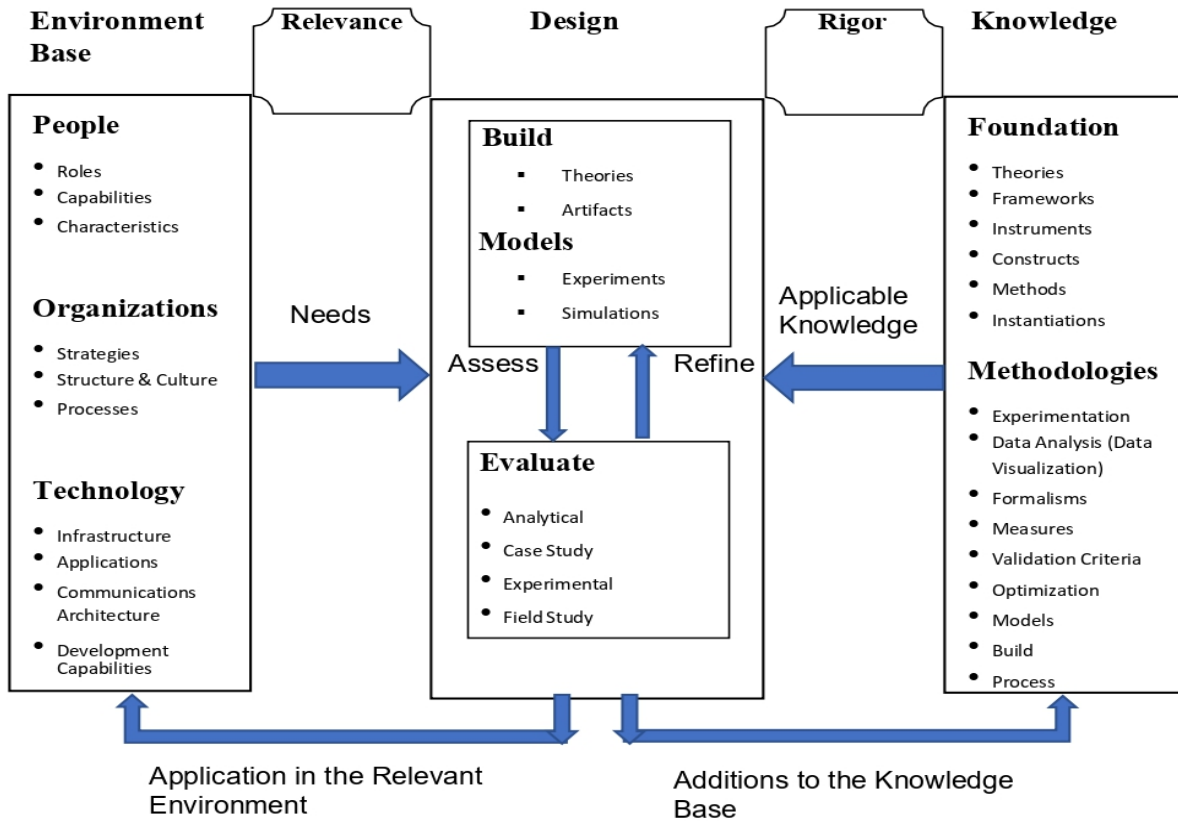 Environment
Base
Relevance
Design
Rigor
Knowledge
People
• Roles
• Capabilities
• Characteristics
Organizations
• Strategies
• Structure & Culture
• Processes
Technology
• Infrastructure
• Applications
• Communications
Architecture
• Development
Capabilities
Needs
Build
▪ Theories
▪ Artifacts
Models
▪ Experiments
▪ Simulations
Assess
Refine
Evaluate
• Analytical
• Case Study
• Experimental
• Field Study
Applicable
Knowledge
Foundation
• Theories
• Frameworks
• Instruments
• Constructs
• Methods
• Instantiations
Methodologies
• Experimentation
• Data Analysis (Data
Visualization)
• Formalisms
• Measures
• Validation Criteria
• Optimization
• Models
• Build
• Process
Application in the Relevant
Environment
Additions to the Knowledge
Base